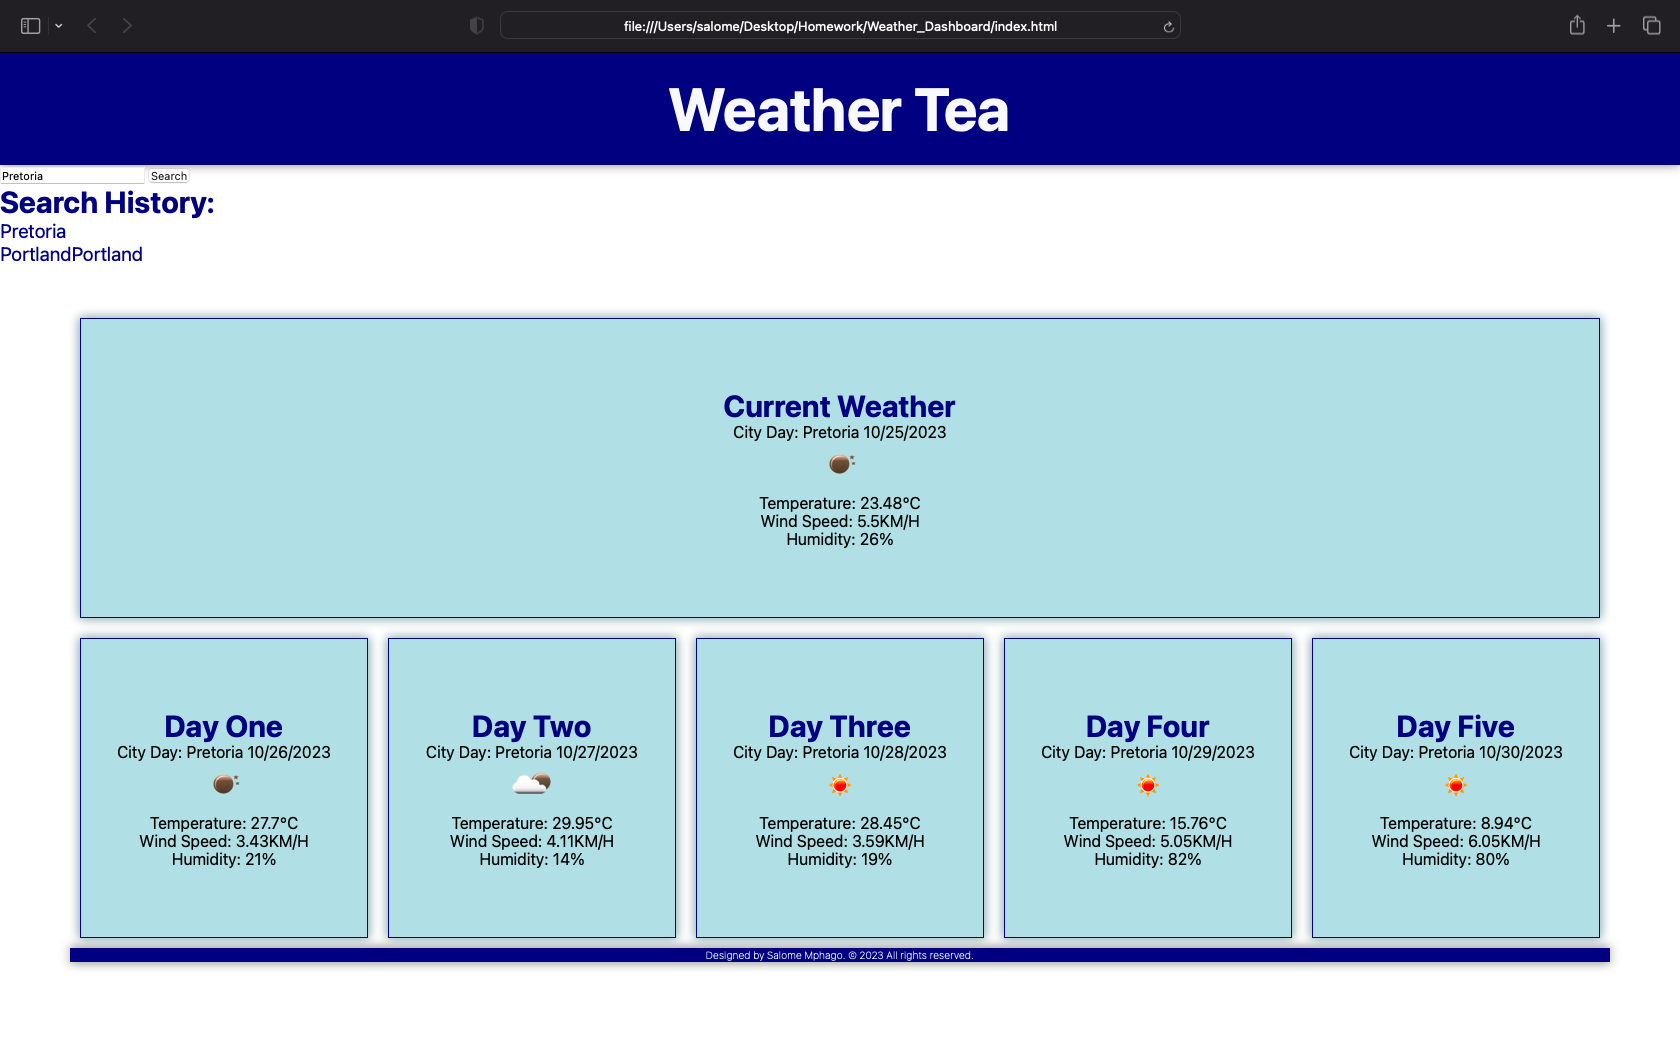 file:///Users/salome/Desktop/Homework/Weather_Dashboard/index.html
Weather Tea
Pretoria Search
Search History:
Pretoria
PortlandPortland
Current Weather
City Day: Pretoria 10/25/2023
Temperature: 23.48°C
Wind Speed: 5.5KM/H
Humidity: 26%
Day One
City Day: Pretoria 10/26/2023
Temperature: 27.7°C
Wind Speed: 3.43KM/H
Humidity: 21%
Day Two
City Day: Pretoria 10/27/2023
Temperature: 29.95°C
Wind Speed: 4.11KM/H
Humidity: 14%
Day Three
City Day: Pretoria 10/28/2023
Temperature: 28.45°C
Wind Speed: 3.59KM/H
Humidity: 19%
Day Four
City Day: Pretoria 10/29/2023
Temperature: 15.76°C
Wind Speed: 5.05KM/H
Humidity: 82%
Day Five
City Day: Pretoria 10/30/2023
Temperature: 8.94°C
Wind Speed: 6.05KM/H
Humidity: 80%
Designed by Salome Mphago. © 2023 All rights reserved.